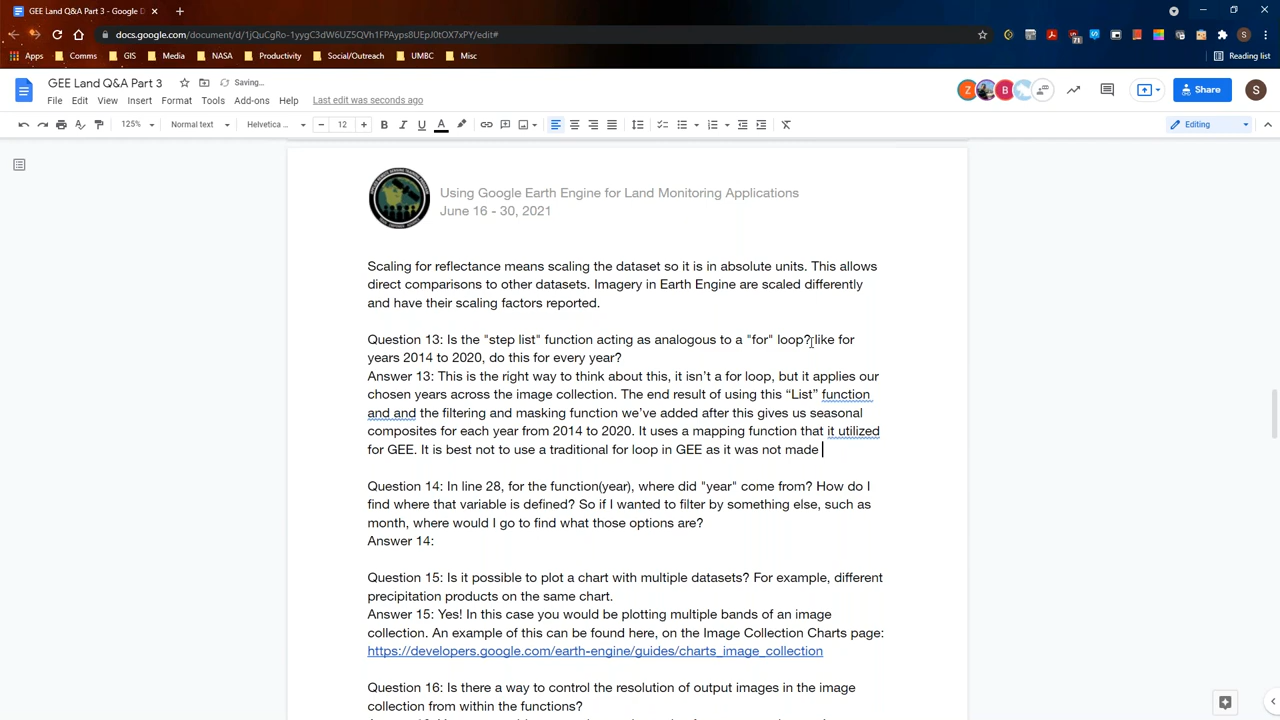 GEE Land Q&A Part 3 - Google D
docs.google.com/document/d/1jQuCgRo-1yygC3dW6UZ5QVh1FPAyps8UEpJ0tOX7xPY/edit#
Apps Comms GIS Media NASA Productivity Social/Outreach UMBC Misc Reading list
GEE Land Q&A Part 3 Saving...
File Edit View Insert Format Tools Add-ons Help Last edit was seconds ago
Z B Share S
125% Normal text Helvetica ... 12 B I U A Editing
Using Google Earth Engine for Land Monitoring Applications
June 16 - 30, 2021
Scaling for reflectance means scaling the dataset so it is in absolute units. This allows
direct comparisons to other datasets. Imagery in Earth Engine are scaled differently
and have their scaling factors reported.
Question 13: Is the "step list" function acting as analogous to a "for" loop? like for
years 2014 to 2020, do this for every year?
Answer 13: This is the right way to think about this, it isn’t a for loop, but it applies our
chosen years across the image collection. The end result of using this “List” function
and and the filtering and masking function we’ve added after this gives us seasonal
composites for each year from 2014 to 2020. It uses a mapping function that it utilized
for GEE. It is best not to use a traditional for loop in GEE as it was not made
Question 14: In line 28, for the function(year), where did "year" come from? How do I
find where that variable is defined? So if I wanted to filter by something else, such as
month, where would I go to find what those options are?
Answer 14:
Question 15: Is it possible to plot a chart with multiple datasets? For example, different
precipitation products on the same chart.
Answer 15: Yes! In this case you would be plotting multiple bands of an image
collection. An example of this can be found here, on the Image Collection Charts page:
https://developers.google.com/earth-engine/guides/charts_image_collection
Question 16: Is there a way to control the resolution of output images in the image
collection from within the functions?